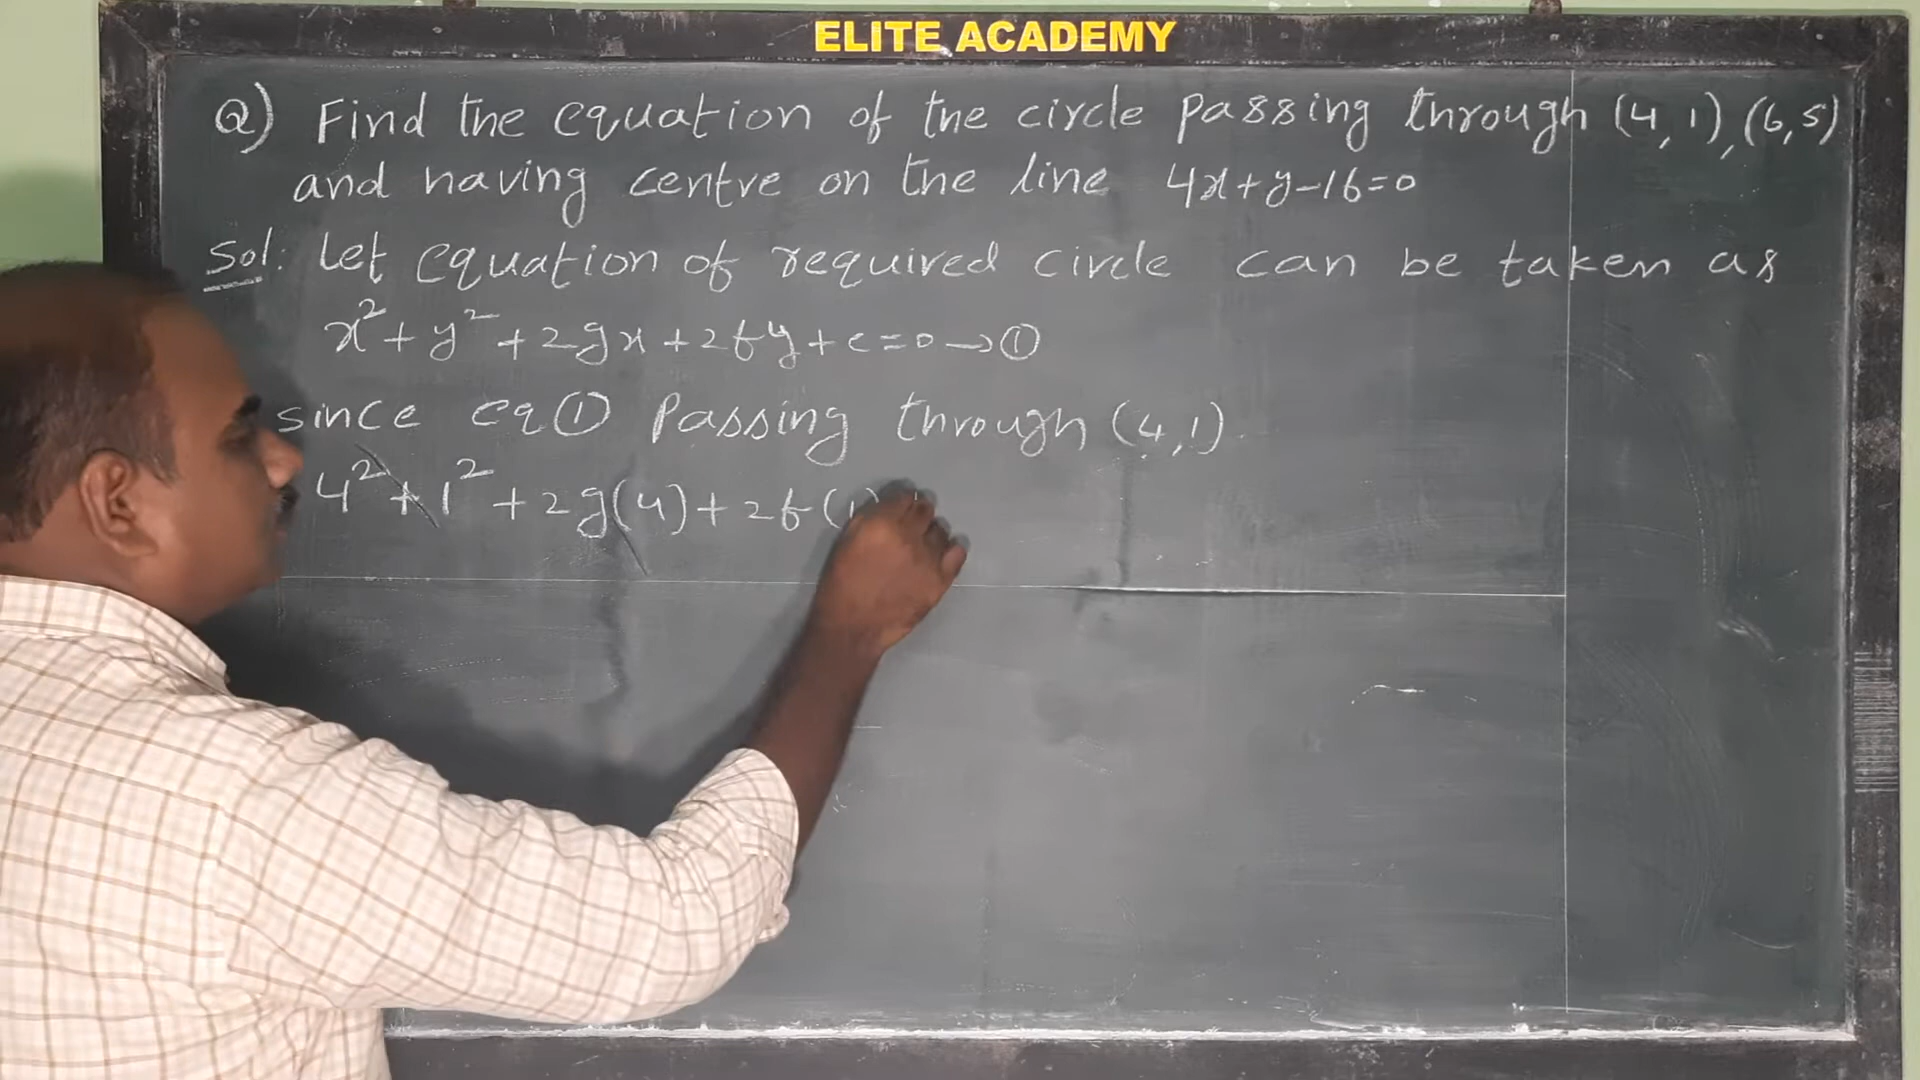 ELITE ACADEMY
Q) Find the equation of the circle passing through (4, 1), (6, 5)
and having centre on the line 4x+y-16=0
Sol: Let equation of required circle can be taken as
x²+y²+2gx+2fy+c=0→①
since eq① Passing through (4,1).
4²+1²+2g(4)+2f(1)